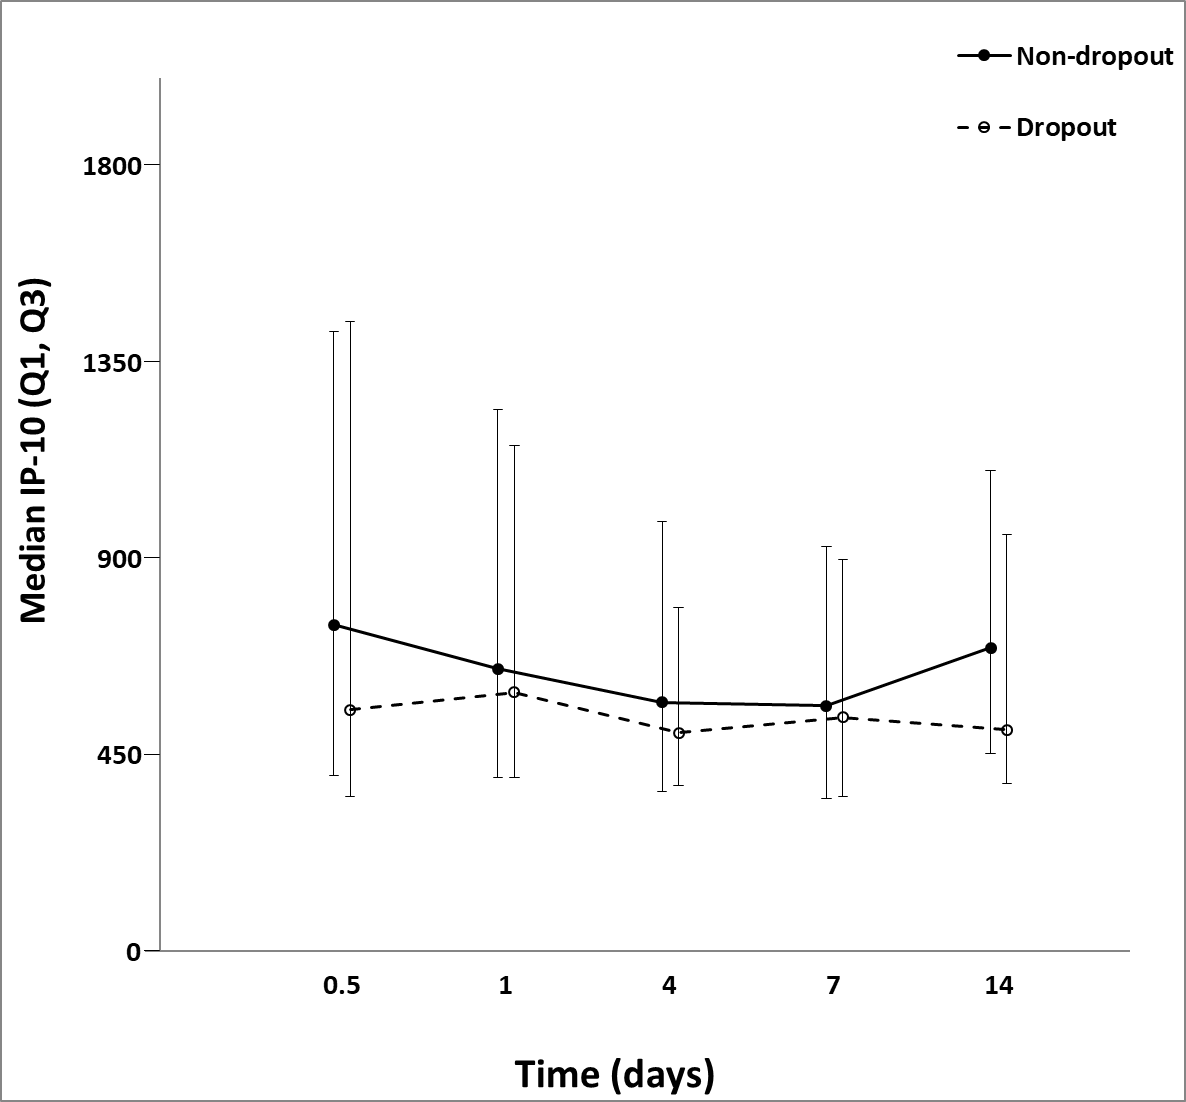 Non-dropout
Dropout
1800
1350
900
450
0
Median IP-10 (Q1, Q3)
0.5 1 4 7 14
Time (days)